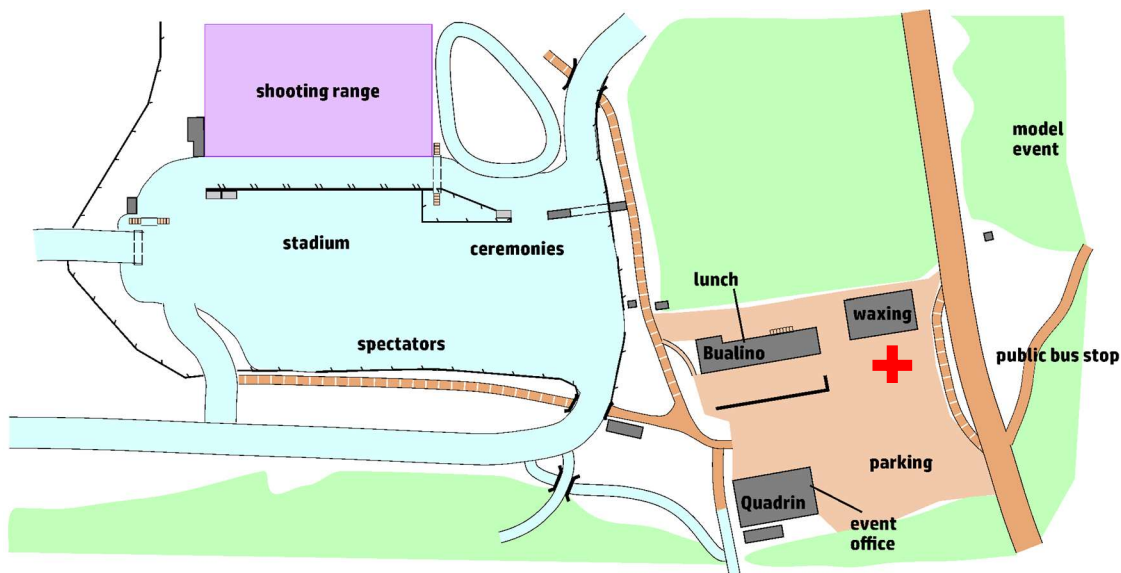 shooting range
model
event
stadium
ceremonies
lunch
waxing
spectators
Bualino
public bus stop
parking
Quadrin
event
office